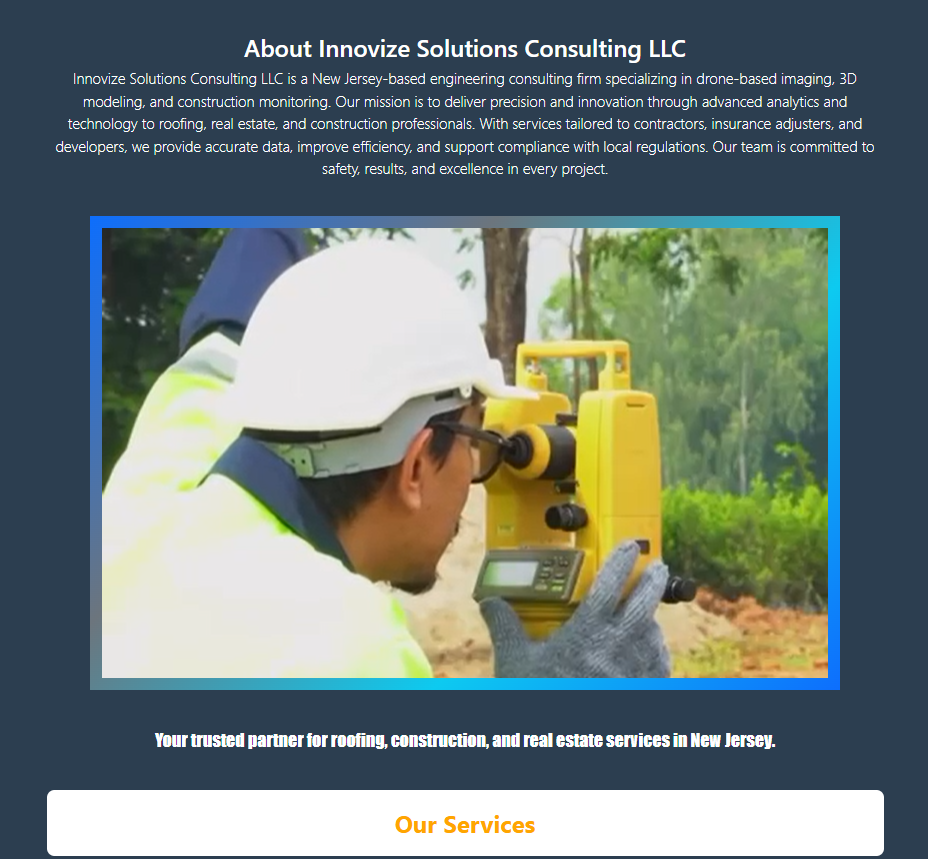 About Innovize Solutions Consulting LLC
Innovize Solutions Consulting LLC is a New Jersey-based engineering consulting firm specializing in drone-based imaging, 3D
modeling, and construction monitoring. Our mission is to deliver precision and innovation through advanced analytics and
technology to roofing, real estate, and construction professionals. With services tailored to contractors, insurance adjusters, and
developers, we provide accurate data, improve efficiency, and support compliance with local regulations. Our team is committed to
safety, results, and excellence in every project.
Your trusted partner for roofing, construction, and real estate services in New Jersey.
Our Services